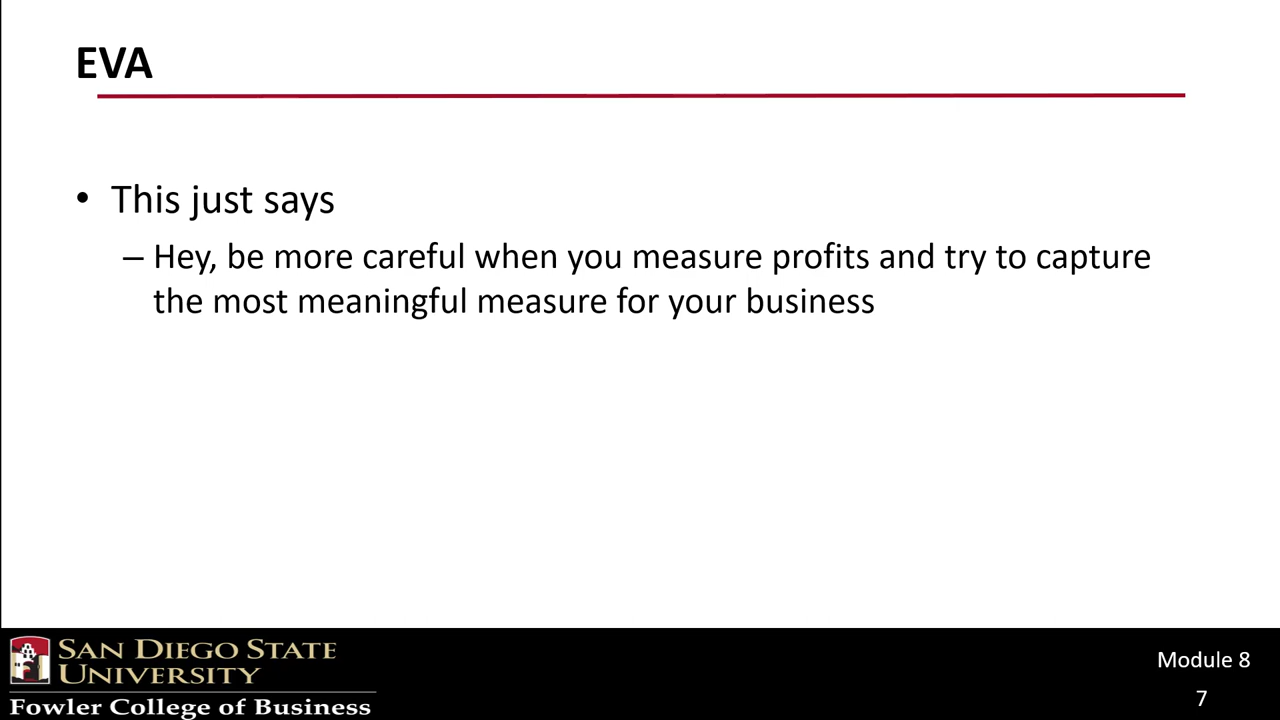 EVA
• This just says
– Hey, be more careful when you measure profits and try to capture
the most meaningful measure for your business
SAN DIEGO STATE
UNIVERSITY
Fowler College of Business
Module 8
7